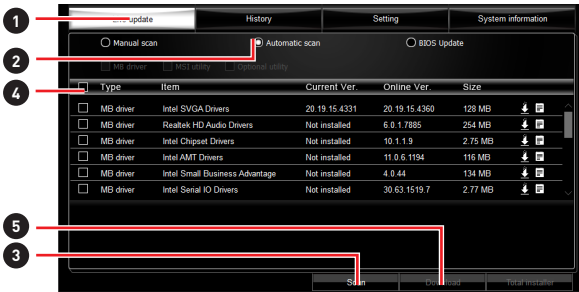 1 Live update History Setting System information
2 Manual scan Automatic scan BIOS Update
MB driver MSI utility Optional utility
4 Type Item Current Ver. Online Ver. Size
MB driver Intel SVGA Drivers 20.19.15.4331 20.19.15.4360 128 MB
MB driver Realtek HD Audio Drivers Not installed 6.0.1.7885 254 MB
MB driver Intel Chipset Drivers Not installed 10.1.1.9 2.75 MB
MB driver Intel AMT Drivers Not installed 11.0.6.1194 116 MB
MB driver Intel Small Business Advantage Not installed 4.0.44 134 MB
MB driver Intel Serial IO Drivers Not installed 30.63.1519.7 2.77 MB
5
3 Scan Download Total Installer